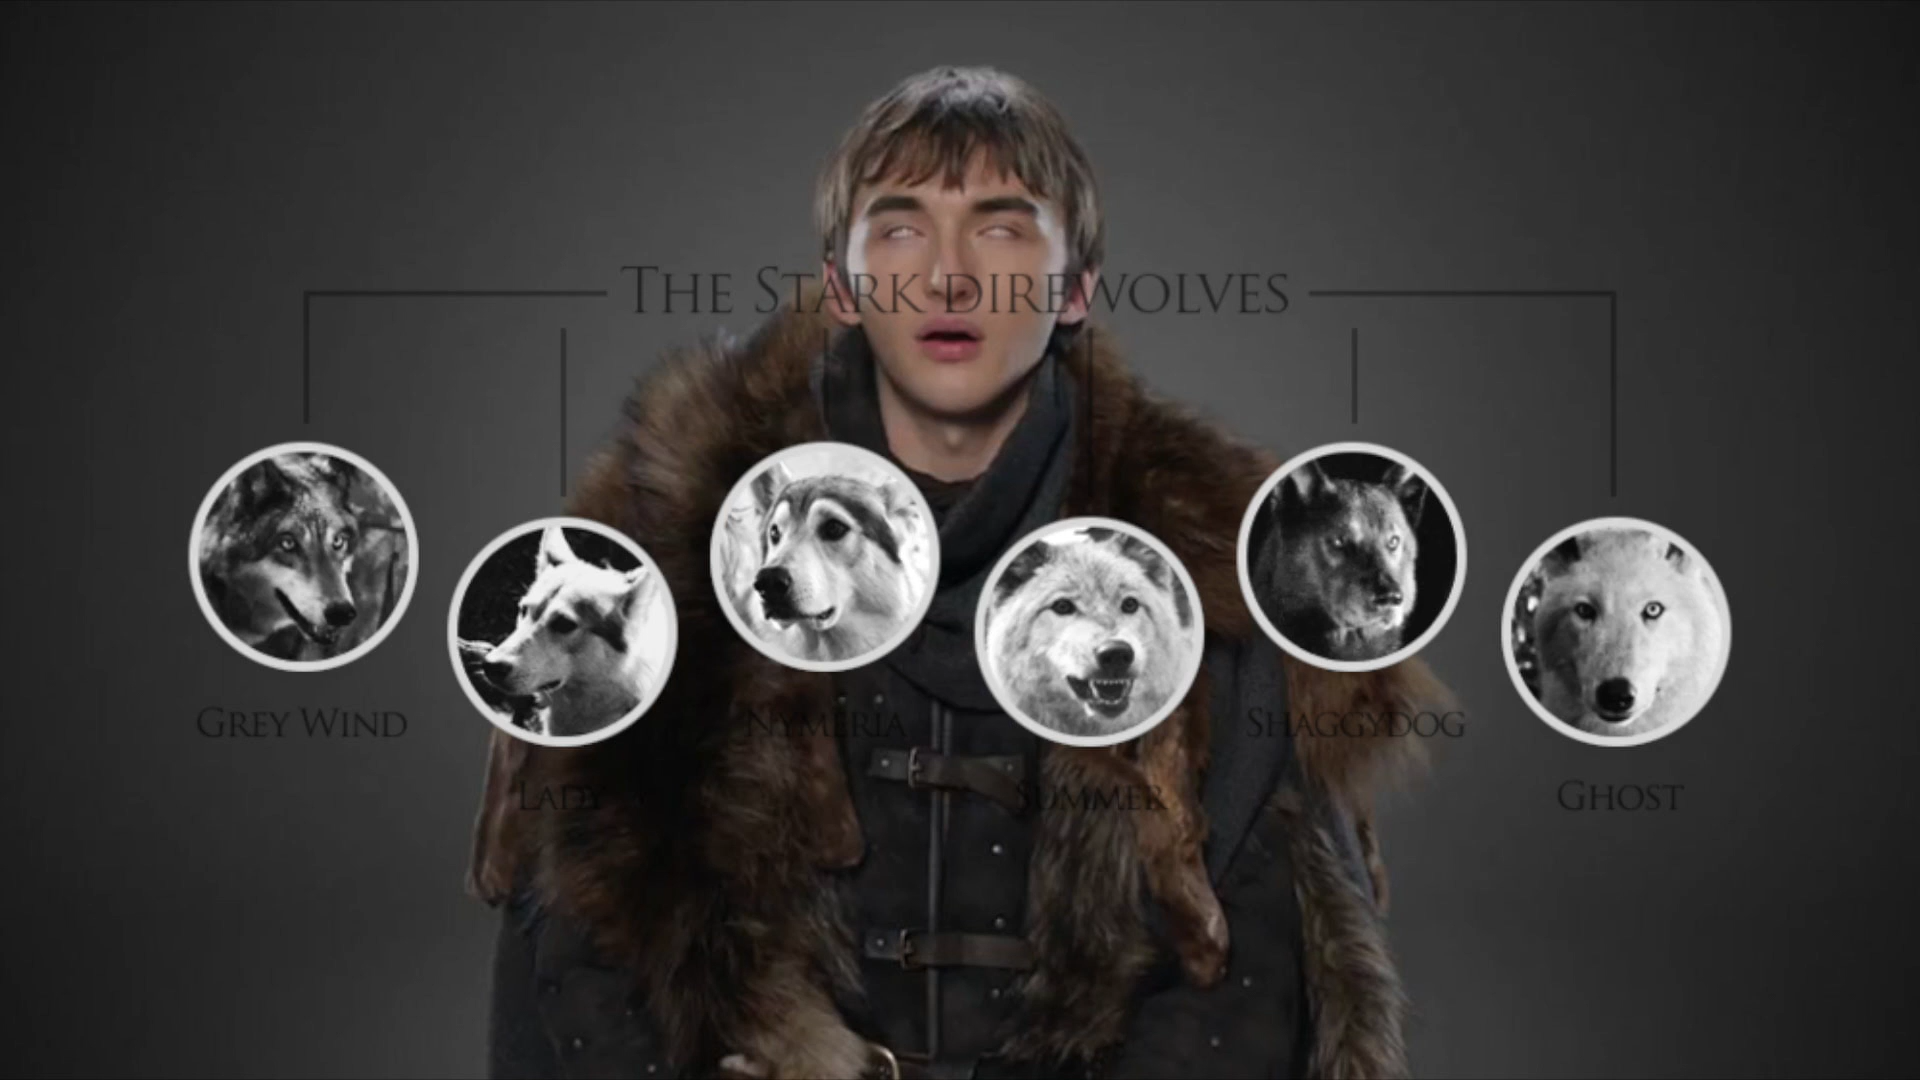 The Stark direwolves
Grey Wind
Lady
Nymeria
Summer
Shaggydog
Ghost